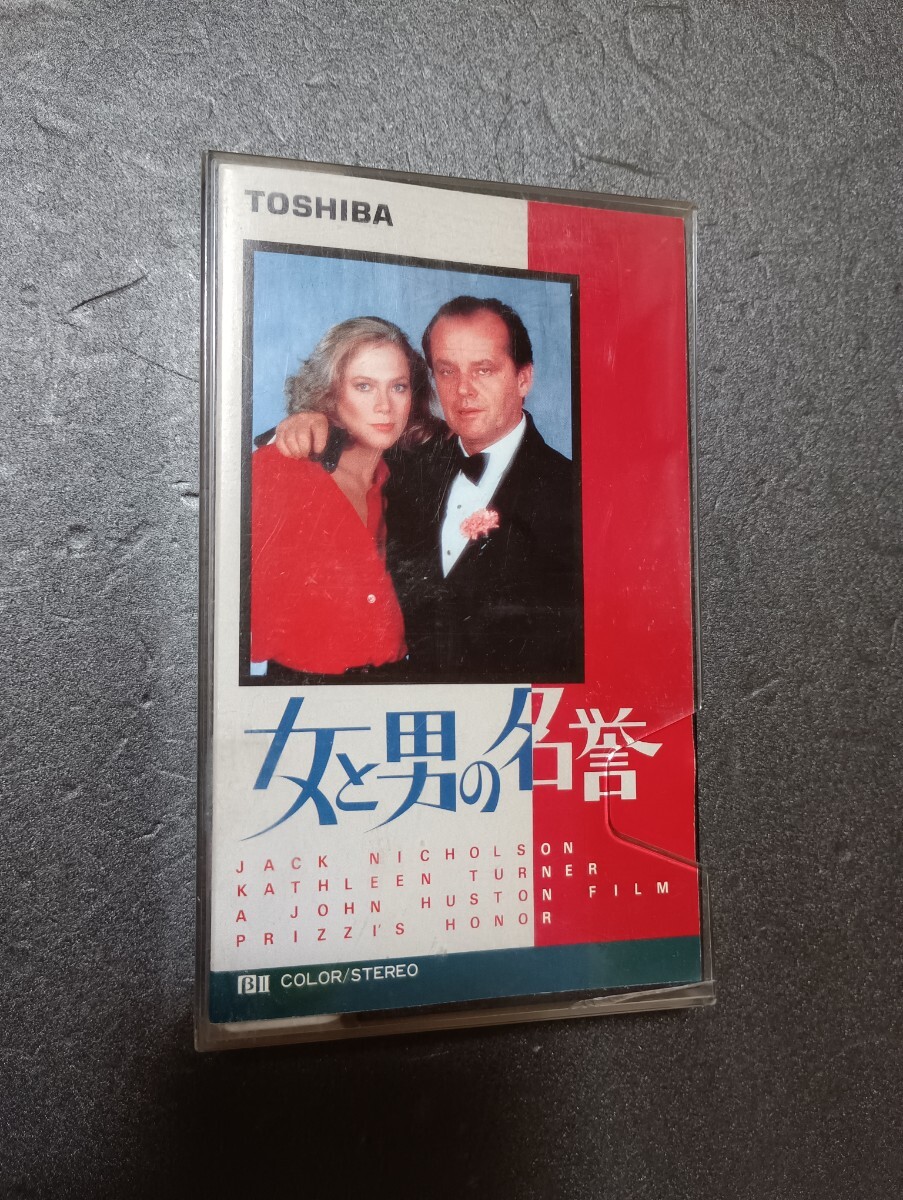 TOSHIBA
女と男の名誉
JACK NICHOLSON
KATHLEEN TURNER
A JOHN HUSTON FILM
PRIZZI'S HONOR
βII COLOR/STEREO